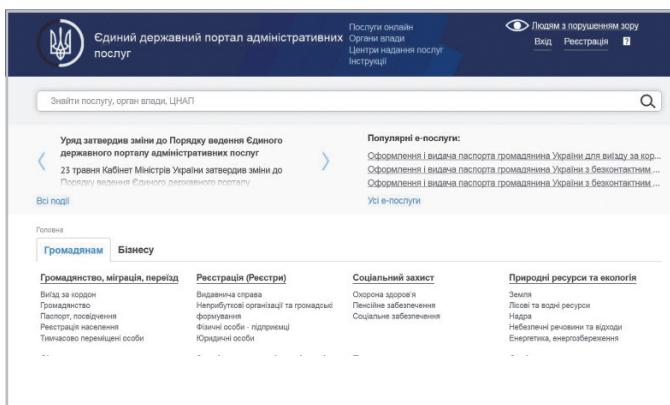 Єдиний державний портал адміністративних
послуг
Послуги онлайн
Органи влади
Центри надання послуг
Інструкції
Людям з порушенням зору
Вхід Реєстрація ?
Знайти послугу, орган влади, ЦНАП
Уряд затвердив зміни до Порядку ведення Єдиного
державного порталу адміністративних послуг
23 травня Кабінет Міністрів України затвердив зміни до
Порядку ведення Єдиного державного порталу
Всі події
Популярні е-послуги:
Оформлення і видача паспорта громадянина України для виїзду за кор...
Оформлення і видача паспорта громадянина України з безконтактним ...
Оформлення і видача паспорта громадянина України з безконтактним ...
Усі е-послуги
Головна
Громадянам Бізнесу
Громадянство, міграція, переїзд
Виїзд за кордон
Громадянство
Паспорт, посвідчення
Реєстрація населення
Тимчасово переміщені особи
Реєстрація (Реєстри)
Видавнича справа
Неприбуткові організації та громадські
формування
Фізичні особи - підприємці
Юридичні особи
Соціальний захист
Охорона здоров'я
Пенсійне забезпечення
Соціальне забезпечення
Природні ресурси та екологія
Земля
Лісові та водні ресурси
Надра
Небезпечні речовини та відходи
Енергетика, енергозбереження